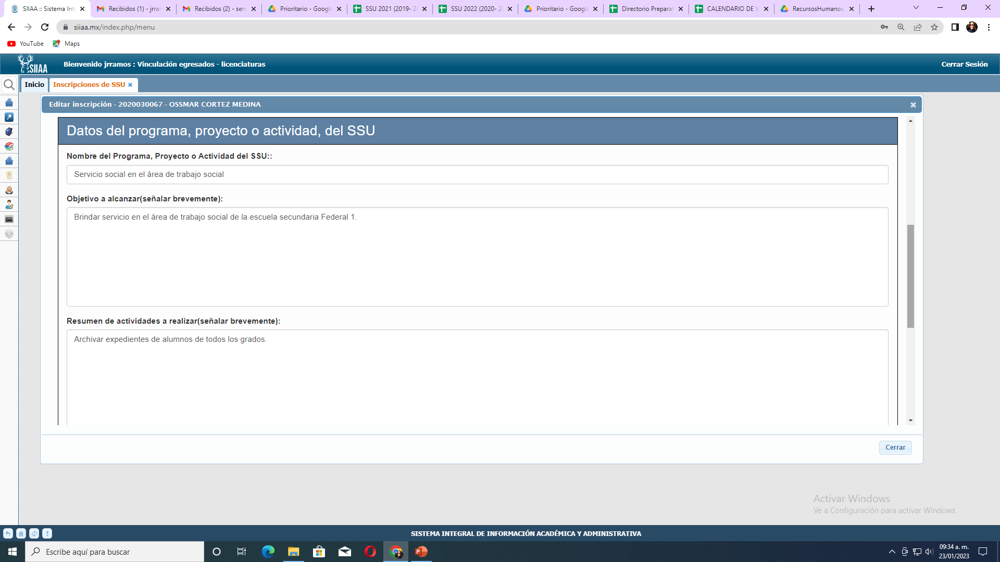 SIIAA :: Sistema Int
Recibidos (1) - jrrar
Recibidos (2) - serv
Prioritario - Google
SSU 2021 (2019- 2
SSU 2022 (2020- 2
Prioritario - Google
Directorio Preparat
CALENDARIO DE V
RecursosHumanos_
siiaa.mx/index.php/menu
YouTube
Maps
SIIAA
Bienvenido jrramos : Vinculación egresados - licenciaturas
Cerrar Sesión
Inicio
Inscripciones de SSU
Editar inscripción - 2020030067 - OSSMAR CORTEZ MEDINA
Datos del programa, proyecto o actividad, del SSU
Nombre del Programa, Proyecto o Actividad del SSU::
Servicio social en el área de trabajo social
Objetivo a alcanzar(señalar brevemente):
Brindar servicio en el área de trabajo social de la escuela secundaria Federal 1.
Resumen de actividades a realizar(señalar brevemente):
Archivar expedientes de alumnos de todos los grados.
Cerrar
Activar Windows
Ve a Configuración para activar Windows.
SISTEMA INTEGRAL DE INFORMACIÓN ACADÉMICA Y ADMINISTRATIVA
Escribe aquí para buscar
09:34 a. m.
23/01/2023